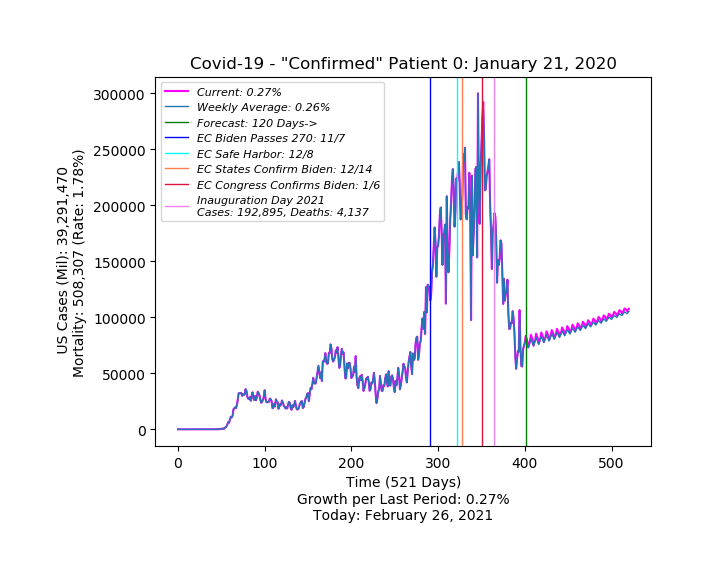 Covid-19 - "Confirmed" Patient 0: January 21, 2020
Current: 0.27%
Weekly Average: 0.26%
Forecast: 120 Days->
EC Biden Passes 270: 11/7
EC Safe Harbor: 12/8
EC States Confirm Biden: 12/14
EC Congress Confirms Biden: 1/6
Inauguration Day 2021
Cases: 192,895, Deaths: 4,137
300000
250000
200000
150000
100000
50000
0
US Cases (Mil): 39,291,470
Mortality: 508,307 (Rate: 1.78%)
0 100 200 300 400 500
Time (521 Days)
Growth per Last Period: 0.27%
Today: February 26, 2021